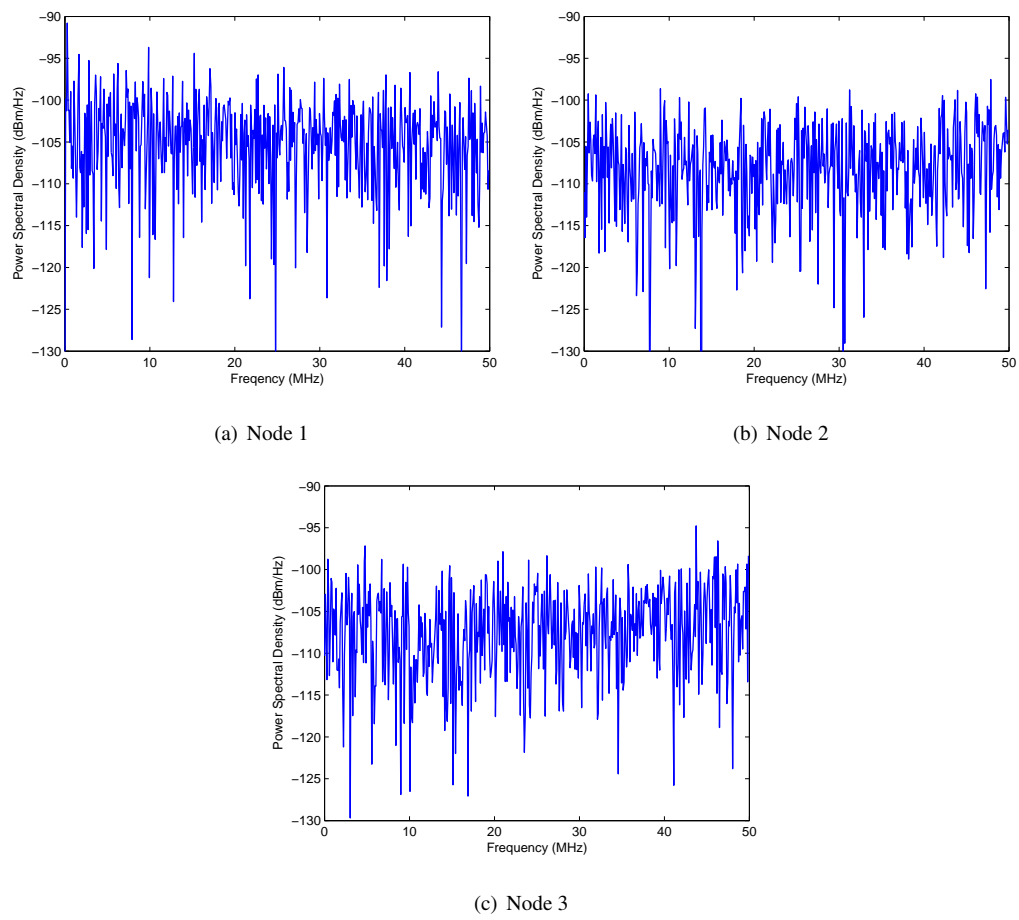 −90
−95
−100
−105
−110
−115
−120
−125
−130
Power Spectral Density (dBm/Hz)
0 10 20 30 40 50
Freqency (MHz)
(a) Node 1
−90
−95
−100
−105
−110
−115
−120
−125
−130
Power Spectral Density (dBm/Hz)
0 10 20 30 40 50
Frequency (MHz)
(b) Node 2
−90
−95
−100
−105
−110
−115
−120
−125
−130
Power Spectral Density (dBm/Hz)
0 10 20 30 40 50
Frequency (MHz)
(c) Node 3